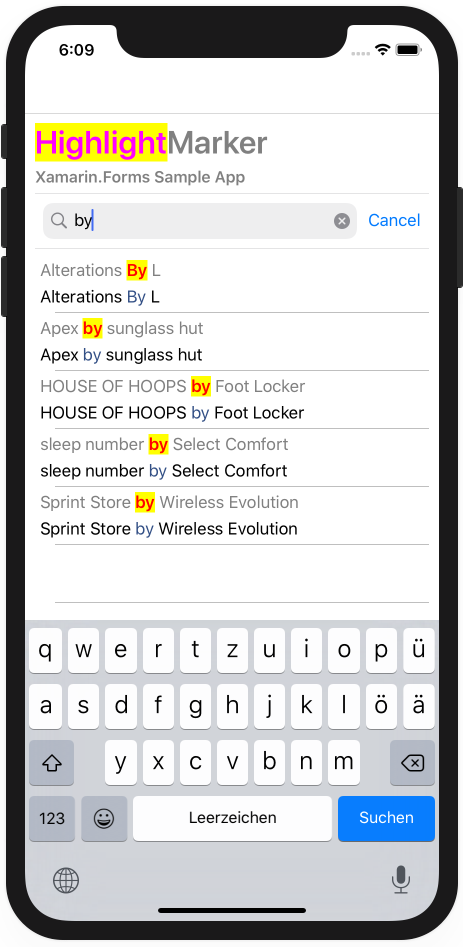 6:09
HighlightMarker
Xamarin.Forms Sample App
by Cancel
Alterations By L
Alterations By L
Apex by sunglass hut
Apex by sunglass hut
HOUSE OF HOOPS by Foot Locker
HOUSE OF HOOPS by Foot Locker
sleep number by Select Comfort
sleep number by Select Comfort
Sprint Store by Wireless Evolution
Sprint Store by Wireless Evolution
q w e r t z u i o p ü
a s d f g h j k l ö ä
y x c v b n m
123 Leerzeichen Suchen